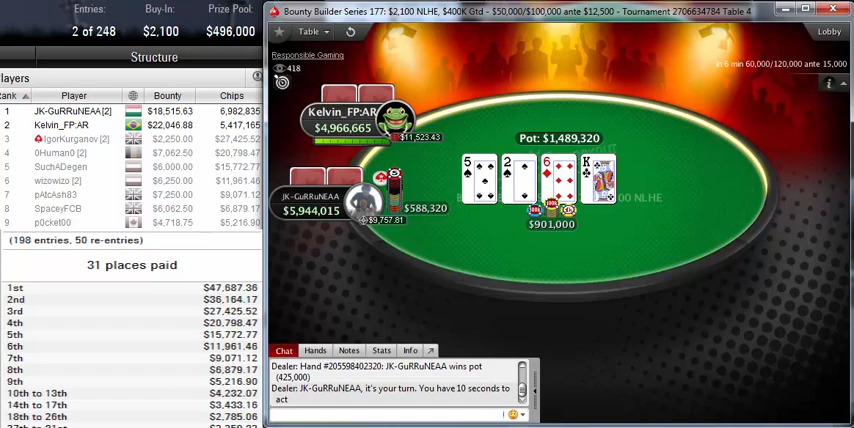 Entries: Buy-In: Prize Pool:
2 of 248 $2,100 $496,000
Structure
Players
Rank Player Bounty Chips
1 JK-GuRRuNEAA[2] $18,515.63 6,982,835
2 Kelvin_FP:AR $22,046.88 5,417,165
3 IgorKurganov [2] $2,250.00 $27,425.52
4 0Human0 [2] $7,062.50 $20,798.47
5 SuchADegen $6,000.00 $15,772.77
6 wizowizo [2] $6,250.00 $11,961.46
7 pAtcAsh83 $9,000.00 $9,071.12
8 SpaceyFCB $6,062.50 $6,879.17
9 p0cket00 $4,718.75 $5,216.90
(198 entries, 50 re-entries)
31 places paid
1st $47,687.36
2nd $36,164.17
3rd $27,425.52
4th $20,798.47
5th $15,772.77
6th $11,961.46
7th $9,071.12
8th $6,879.17
9th $5,216.90
10th to 13th $4,232.07
14th to 17th $3,433.16
18th to 26th $2,785.06
Bounty Builder Series 177: $2,100 NLHE, $400K Gtd - $50,000/$100,000 ante $12,500 - Tournament 2706634784 Table 4
Table
Lobby
Responsible Gaming
418
in 6 min 60,000/120,000 ante 15,000
Kelvin_FP:AR
$4,966,665
$11,523.43
Pot: $1,489,320
5 2 6 K
JK-GuRRuNEAA
$5,944,015
$9,757.81
$588,320
NLHE
$901,000
Chat Hands Notes Stats Info
Dealer: Hand #205598402320: JK-GuRRuNEAA wins pot
(425,000)
Dealer: JK-GuRRuNEAA, it's your turn. You have 10 seconds to
act